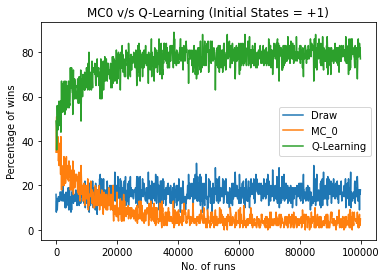 MC0 v/s Q-Learning (Initial States = +1)
Percentage of wins
80
60
40
20
0
Draw
MC_0
Q-Learning
0
20000
40000
60000
80000
100000
No. of runs